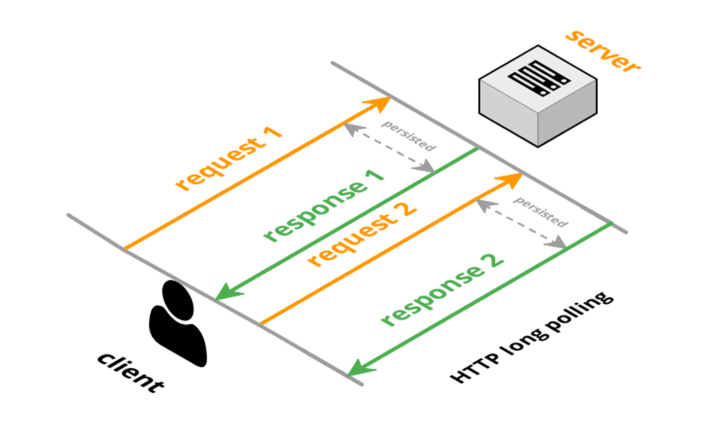 server
request 1
persisted
response 1
request 2
persisted
response 2
HTTP long polling
client